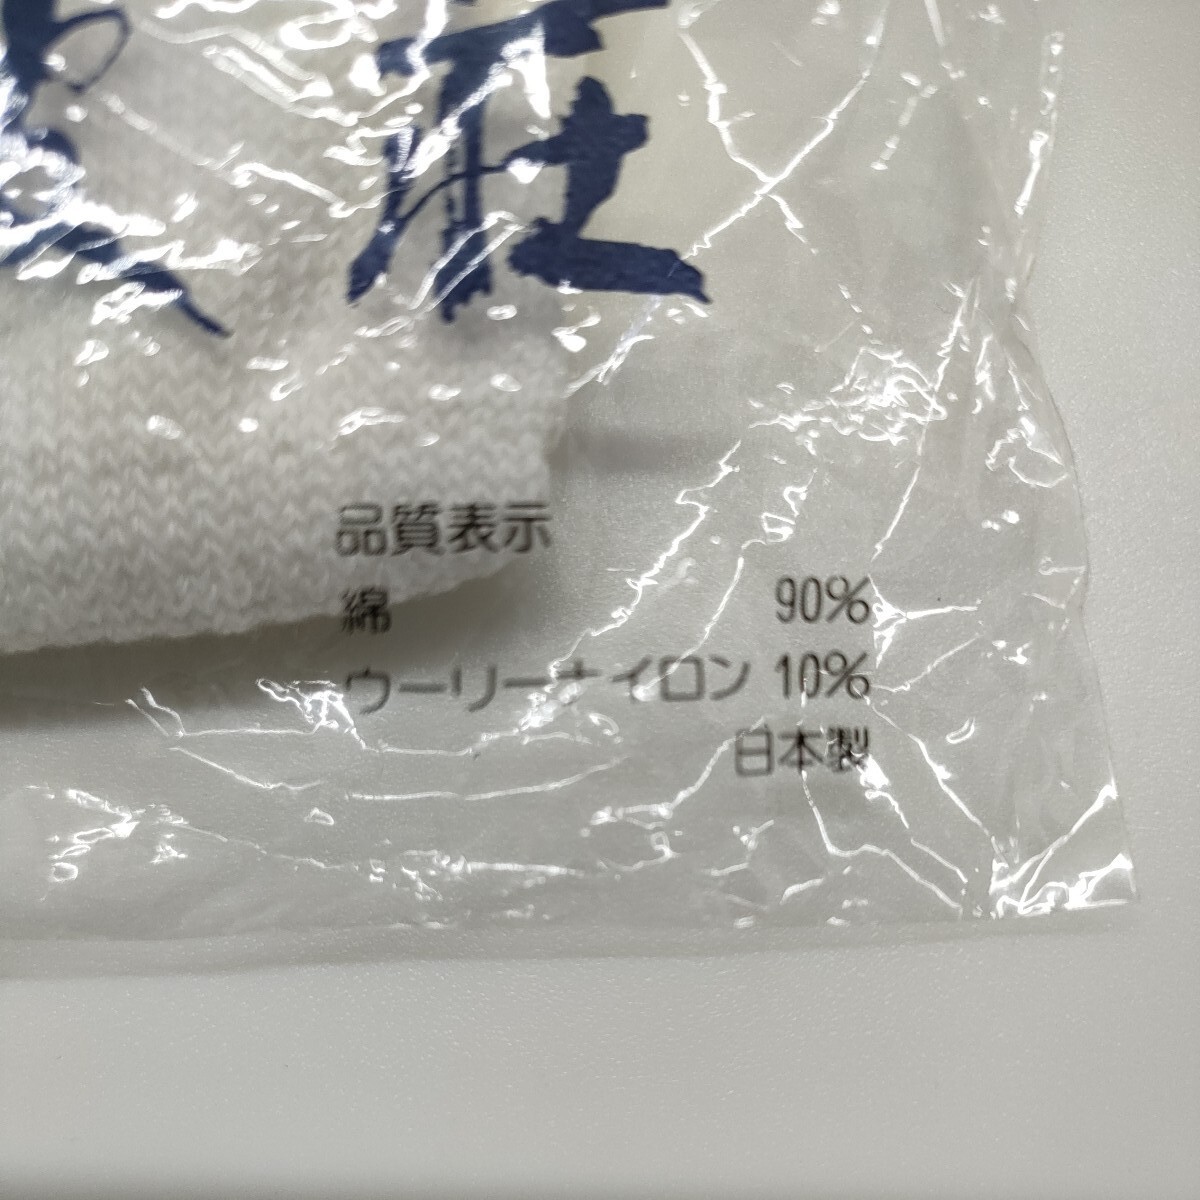 品質表示
綿 90%
ウーリーナイロン 10%
日本製